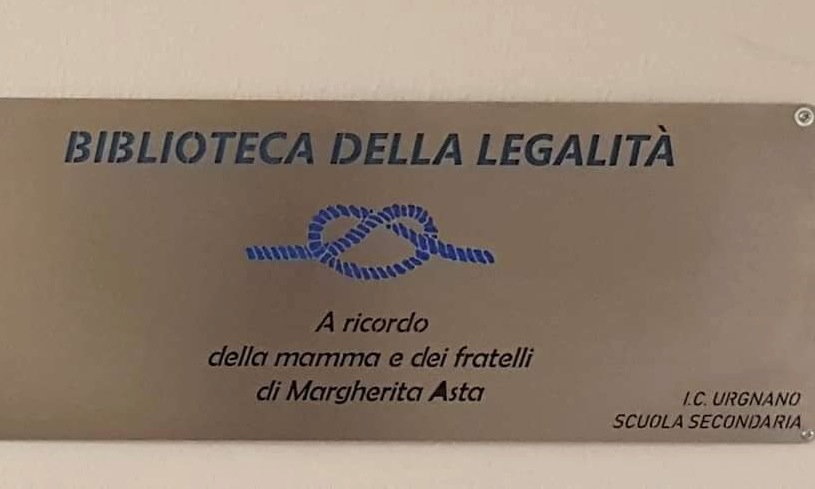 BIBLIOTECA DELLA LEGALITÀ
A ricordo
della mamma e dei fratelli
di Margherita Asta
I.C. URGNANO
SCUOLA SECONDARIA